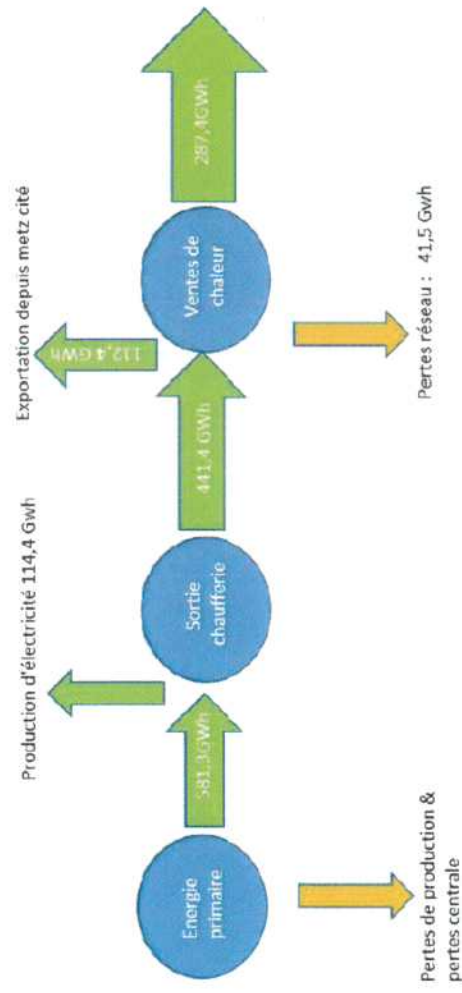 Energie
primaire
581,3GWh
Pertes de production &
pertes centrale
Production d'électricité 114,4 Gwh
Sortie
chaufferie
441,4 GWh
Exportation depuis metz cité
112,4 GWh
Ventes de
chaleur
287,4GWh
Pertes réseau : 41,5 Gwh